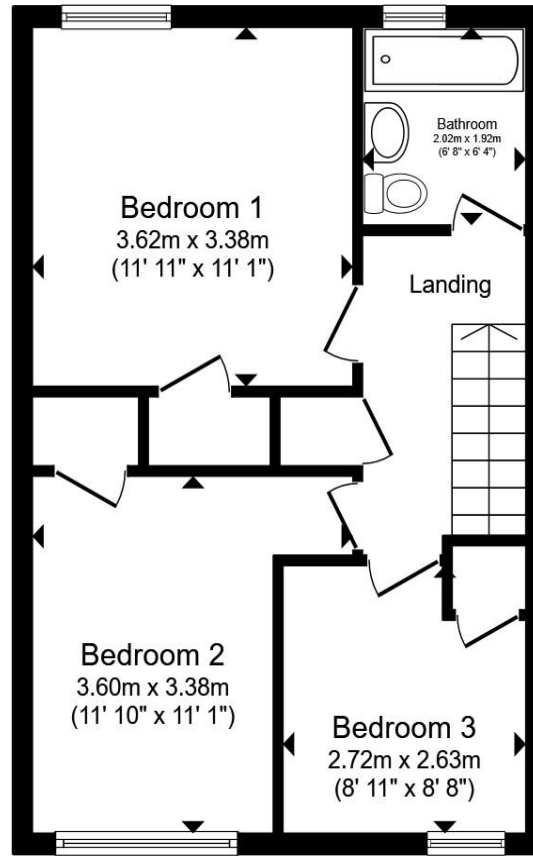 Bathroom
2.02m x 1.92m
(6' 8" x 6' 4")
Bedroom 1
3.62m x 3.38m
(11' 11" x 11' 1")
Landing
Bedroom 2
3.60m x 3.38m
(11' 10" x 11' 1")
Bedroom 3
2.72m x 2.63m
(8' 11" x 8' 8")